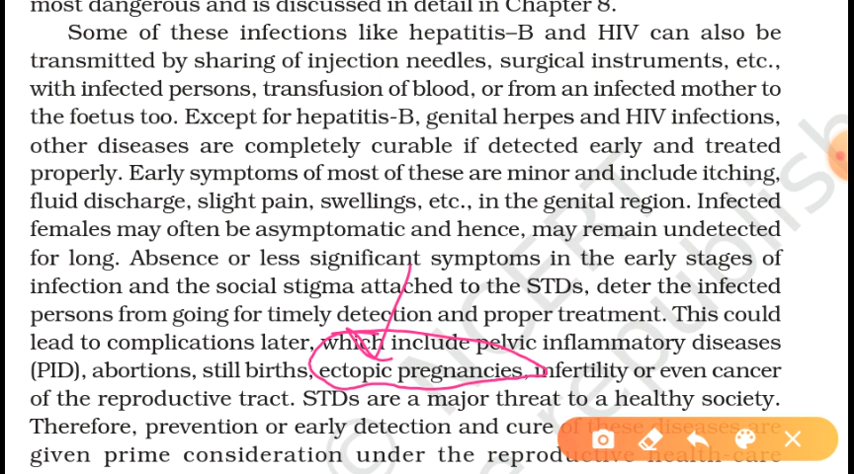 most dangerous and is discussed in detail in Chapter 8.
Some of these infections like hepatitis–B and HIV can also be
transmitted by sharing of injection needles, surgical instruments, etc.,
with infected persons, transfusion of blood, or from an infected mother to
the foetus too. Except for hepatitis-B, genital herpes and HIV infections,
other diseases are completely curable if detected early and treated
properly. Early symptoms of most of these are minor and include itching,
fluid discharge, slight pain, swellings, etc., in the genital region. Infected
females may often be asymptomatic and hence, may remain undetected
for long. Absence or less significant symptoms in the early stages of
infection and the social stigma attached to the STDs, deter the infected
persons from going for timely detection and proper treatment. This could
lead to complications later, which include pelvic inflammatory diseases
(PID), abortions, still births, ectopic pregnancies, infertility or even cancer
of the reproductive tract. STDs are a major threat to a healthy society.
Therefore, prevention or early detection and cure of these diseases are
given prime consideration under the reproductive health-care
© NCERT
republish